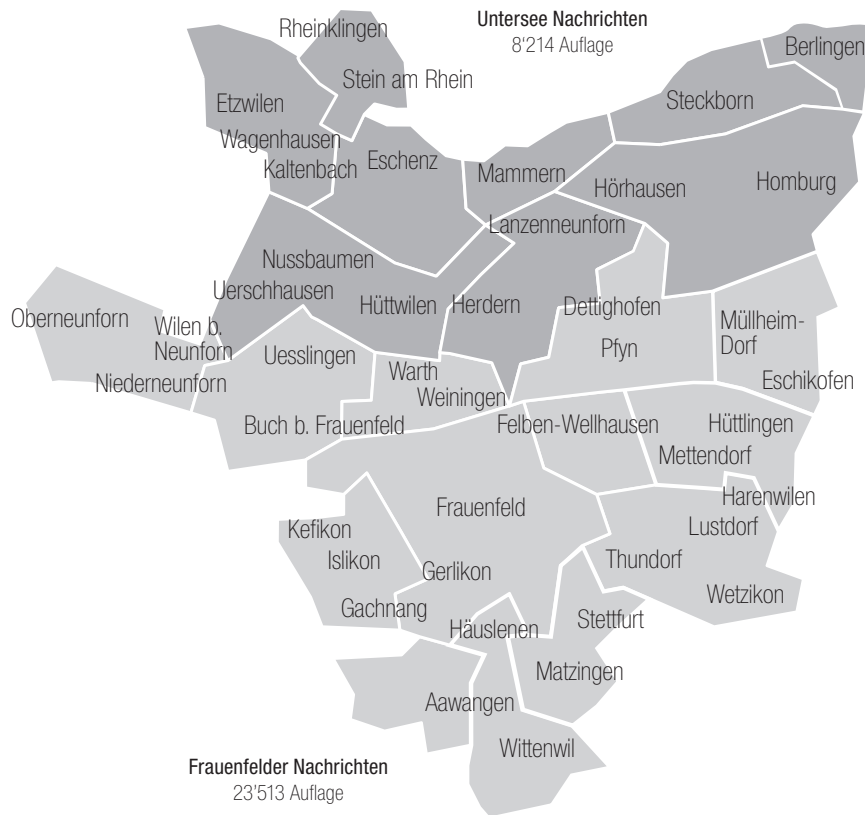 Untersee Nachrichten
8'214 Auflage
Rheinklingen
Berlingen
Stein am Rhein
Etzwilen
Steckborn
Wagenhausen
Kaltenbach
Eschenz
Mammern
Hörhausen
Homburg
Lanzenneunforn
Nussbaumen
Uerschhausen
Hüttwilen
Herdern
Dettighofen
Oberneunforn
Wilen b.
Neunforn
Müllheim-
Dorf
Uesslingen
Pfyn
Niederneunforn
Warth
Weiningen
Eschikofen
Buch b. Frauenfeld
Felben-Wellhausen
Hüttlingen
Mettendorf
Harenwilen
Frauenfeld
Lustdorf
Kefikon
Islikon
Thundorf
Gerlikon
Wetzikon
Gachnang
Stettfurt
Häuslenen
Matzingen
Aawangen
Wittenwil
Frauenfelder Nachrichten
23'513 Auflage